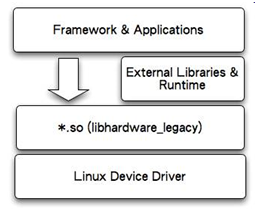 Framework & Applications
External Libraries &
Runtime
*.so (libhardware_legacy)
Linux Device Driver